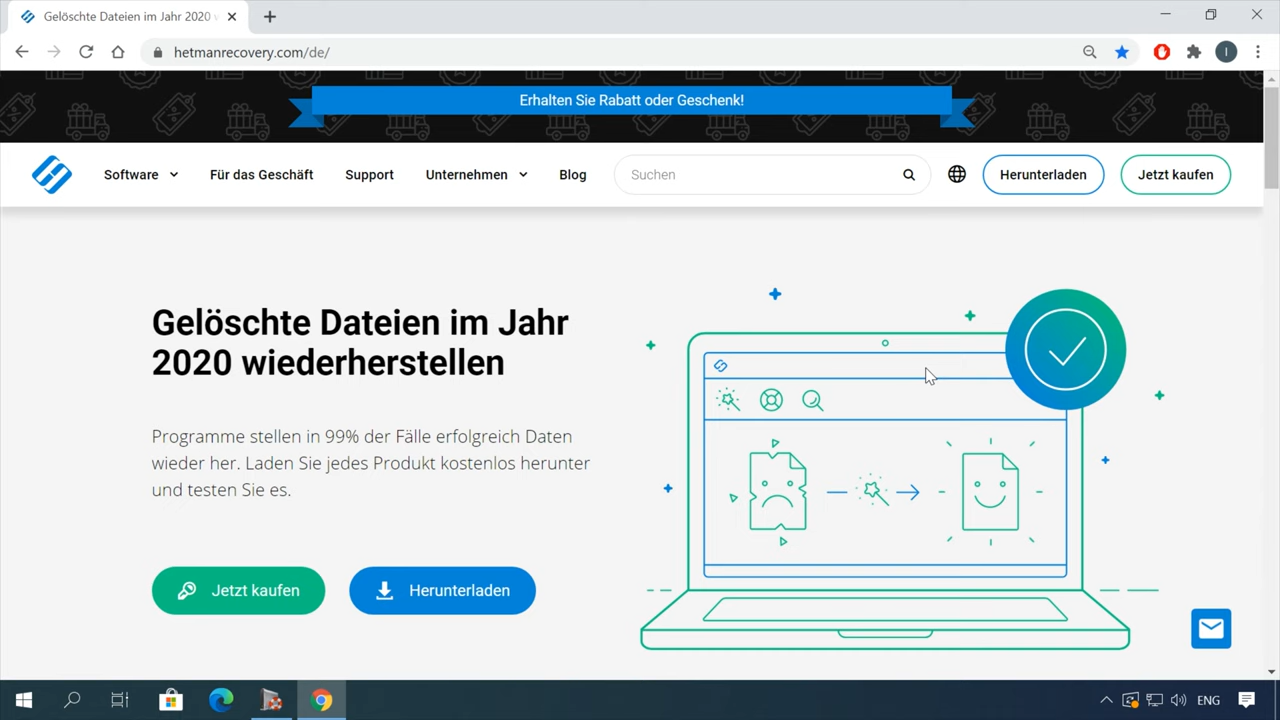 Gelöschte Dateien im Jahr 2020 w
hetmanrecovery.com/de/
I
Erhalten Sie Rabatt oder Geschenk!
Software Für das Geschäft Support Unternehmen Blog Suchen Herunterladen Jetzt kaufen
Gelöschte Dateien im Jahr
2020 wiederherstellen
Programme stellen in 99% der Fälle erfolgreich Daten
wieder her. Laden Sie jedes Produkt kostenlos herunter
und testen Sie es.
Jetzt kaufen Herunterladen
ENG